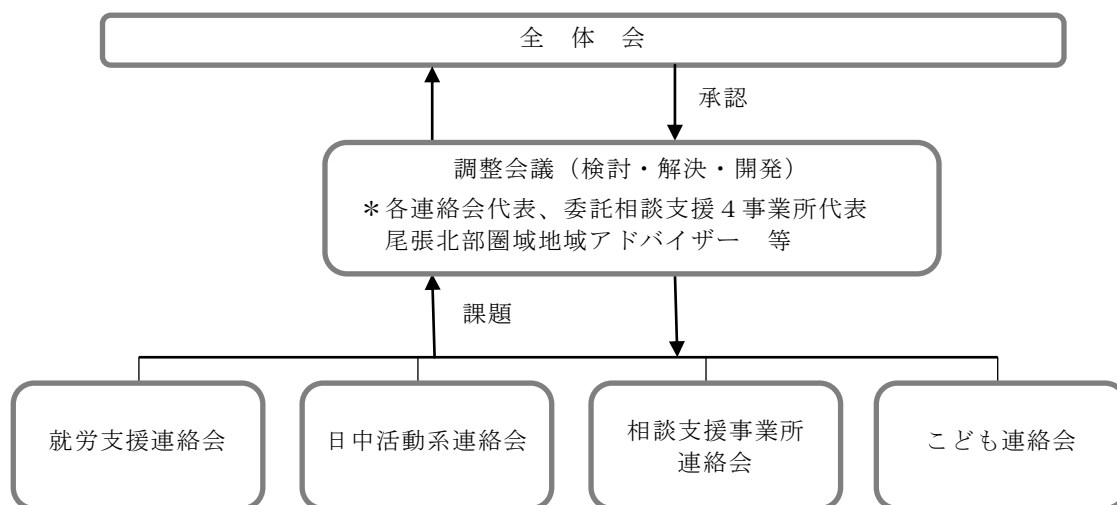 全　体　会
承認
調整会議（検討・解決・開発）
＊各連絡会代表、委託相談支援４事業所代表
尾張北部圏域地域アドバイザー　等
課題
就労支援連絡会
日中活動系連絡会
相談支援事業所
連絡会
こども連絡会